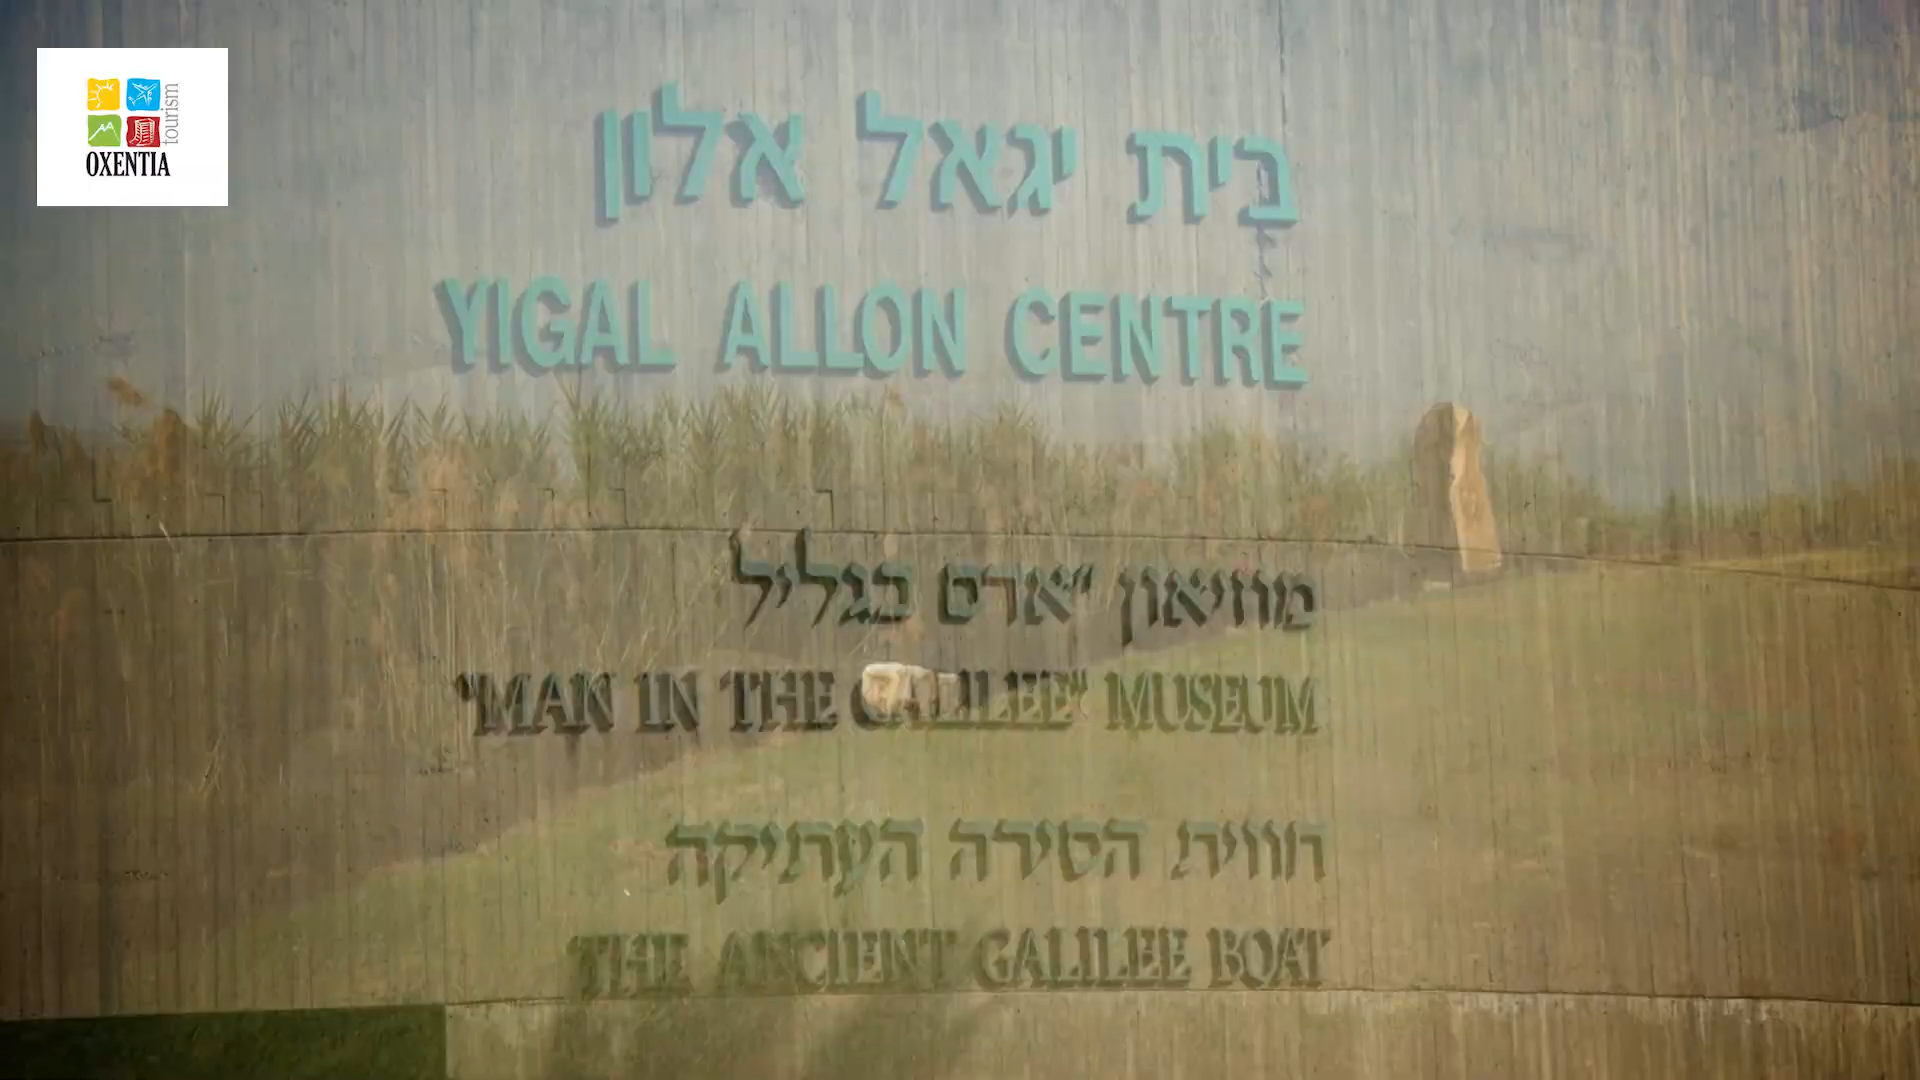 tourism
OXENTIA
בית יגאל אלון
YIGAL ALLON CENTRE
מוזיאון "אדם בגליל
"MAN IN THE GALILEE" MUSEUM
חווית הסירה העתיקה
THE ANCIENT GALILEE BOAT